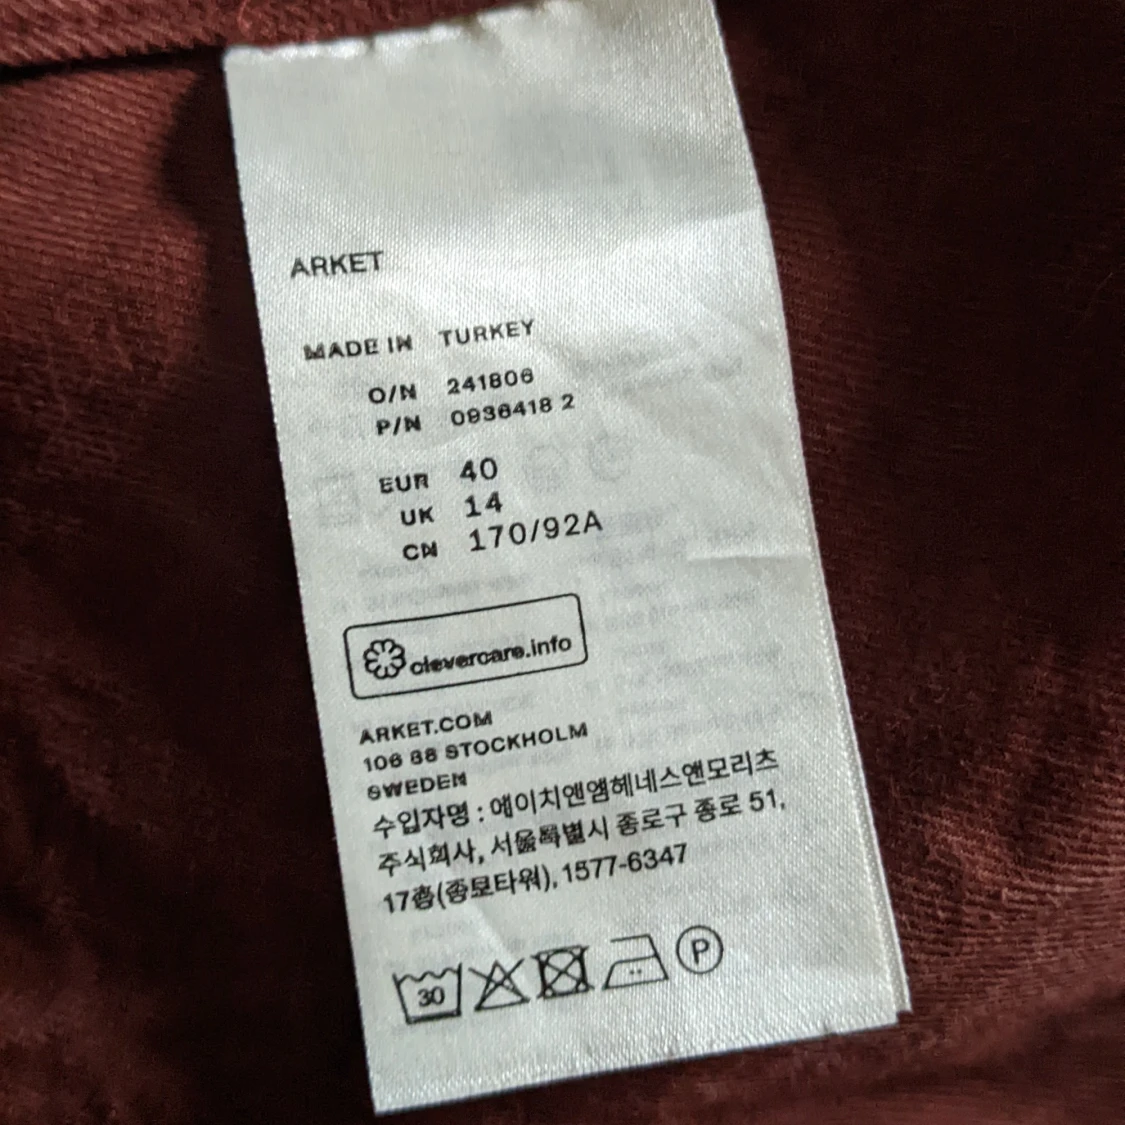 ARKET
MADE IN TURKEY
O/N 241806
P/N 0936418 2
EUR 40
UK 14
CN 170/92A
clevercare.info
ARKET.COM
106 38 STOCKHOLM
SWEDEN
수입자명 : 에이치앤엠헤네스앤모리츠
주식회사, 서울특별시 종로구 종로 51,
17층(종로타워), 1577-6347
30
P